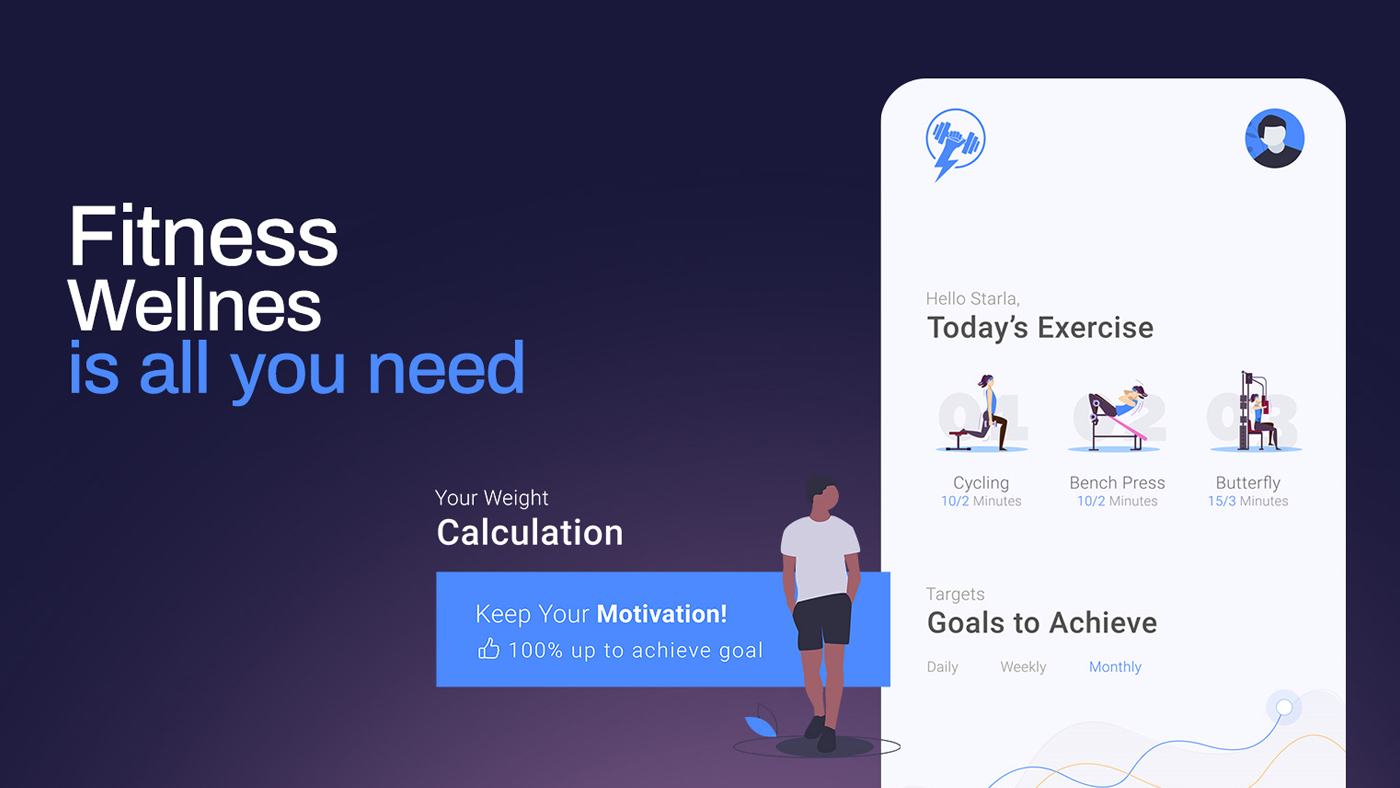 Fitness
Wellnes
is all you need
Your Weight
Calculation
Keep Your Motivation!
100% up to achieve goal
Hello Starla,
Today's Exercise
01 02 03
Cycling Bench Press Butterfly
10/2 Minutes 10/2 Minutes 15/3 Minutes
Targets
Goals to Achieve
Daily Weekly Monthly